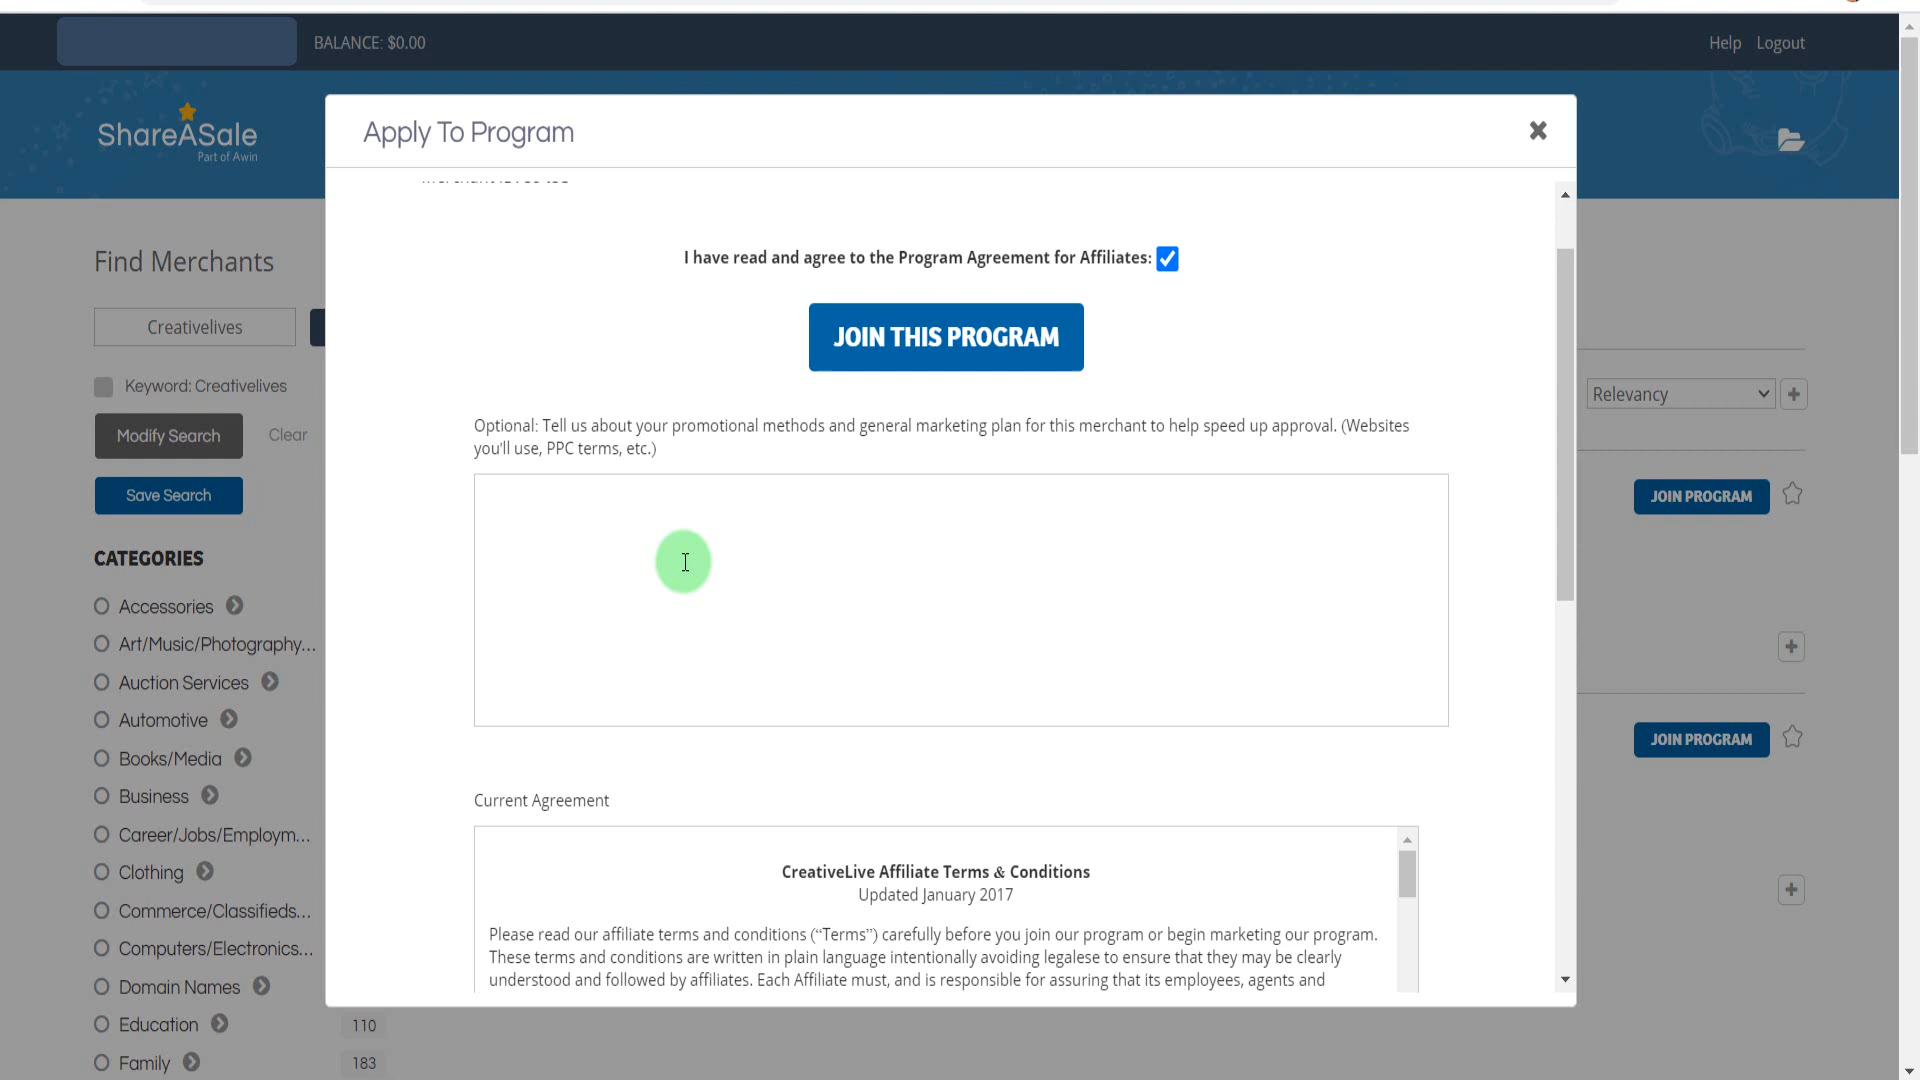 BALANCE: $0.00
Help Logout
ShareASale
Part of Awin
Apply To Program
Find Merchants
I have read and agree to the Program Agreement for Affiliates:
Creativelives
JOIN THIS PROGRAM
Keyword: Creativelives
Relevancy
Modify Search
Clear
Optional: Tell us about your promotional methods and general marketing plan for this merchant to help speed up approval. (Websites
you'll use, PPC terms, etc.)
Save Search
JOIN PROGRAM
CATEGORIES
Accessories
Art/Music/Photography...
Auction Services
Automotive
JOIN PROGRAM
Books/Media
Business
Current Agreement
Career/Jobs/Employm...
Clothing
CreativeLive Affiliate Terms & Conditions
Updated January 2017
Commerce/Classifieds...
Please read our affiliate terms and conditions (“Terms”) carefully before you join our program or begin marketing our program.
Computers/Electronics...
These terms and conditions are written in plain language intentionally avoiding legalese to ensure that they may be clearly
understood and followed by affiliates. Each Affiliate must, and is responsible for assuring that its employees, agents and
Domain Names
Education 110
Family 183